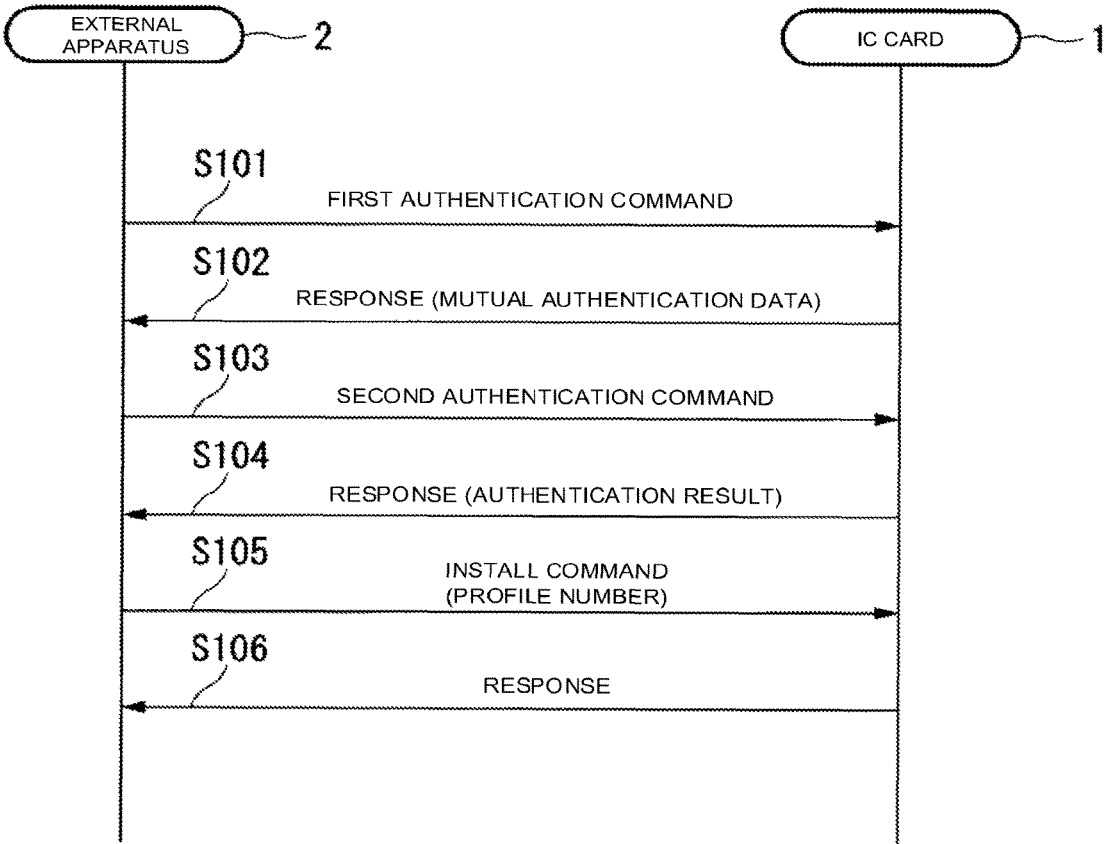 EXTERNAL
APPARATUS
2
IC CARD
1
S101
FIRST AUTHENTICATION COMMAND
S102
RESPONSE (MUTUAL AUTHENTICATION DATA)
S103
SECOND AUTHENTICATION COMMAND
S104
RESPONSE (AUTHENTICATION RESULT)
S105
INSTALL COMMAND
(PROFILE NUMBER)
S106
RESPONSE